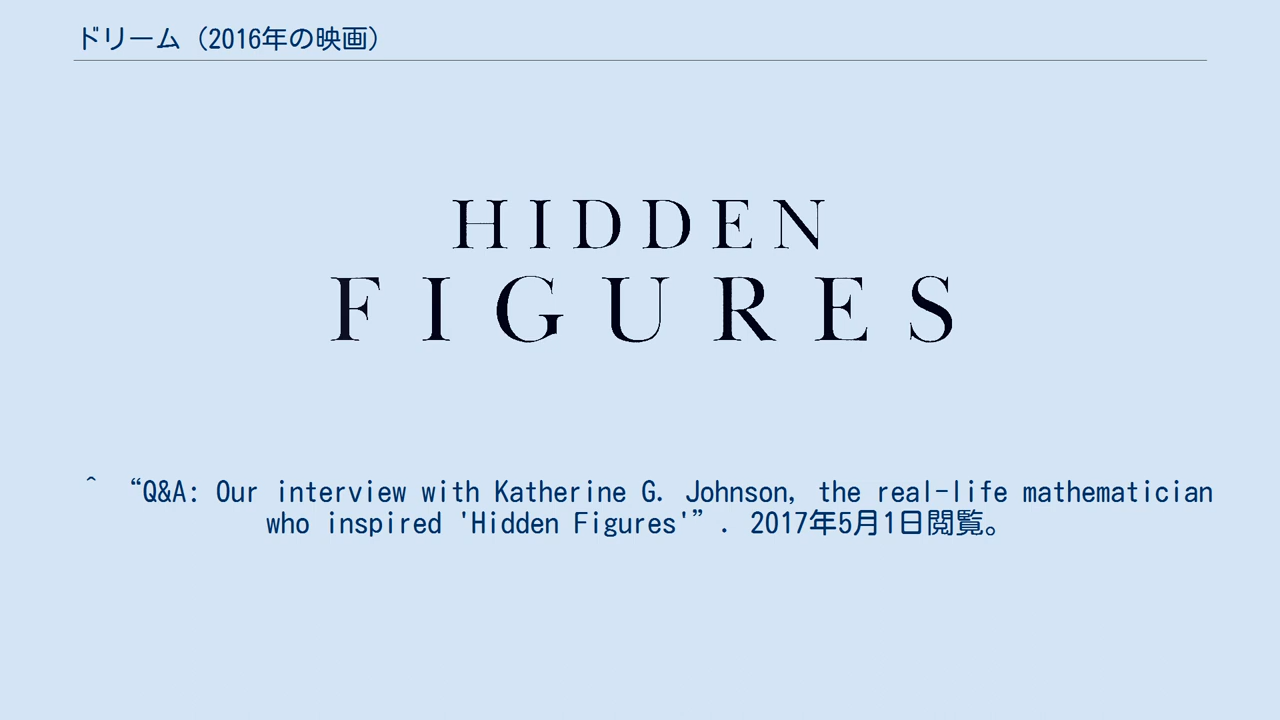 ドリーム（2016年の映画）
HIDDEN
FIGURES
^ “Q&A: Our interview with Katherine G. Johnson, the real-life mathematician
who inspired 'Hidden Figures'”. 2017年5月1日閲覧。